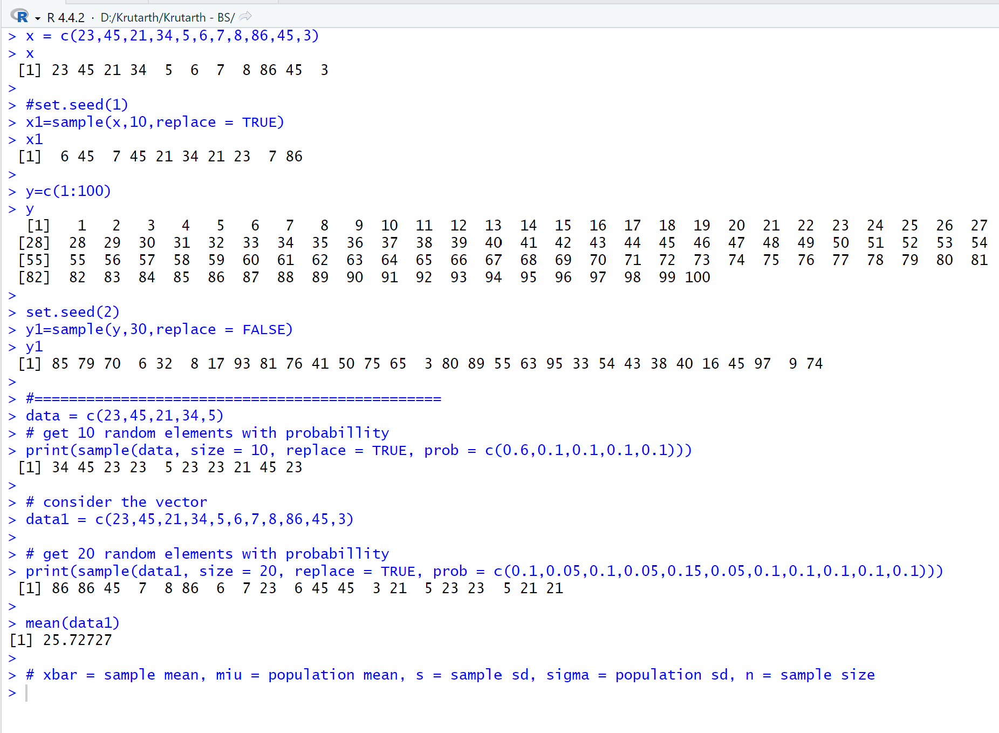 R 4.4.2 · D:/Krutarth/Krutarth - BS/
> x = c(23,45,21,34,5,6,7,8,86,45,3)
> x
 [1] 23 45 21 34  5  6  7  8 86 45  3
>
> #set.seed(1)
> x1=sample(x,10,replace = TRUE)
> x1
 [1]  6 45  7 45 21 34 21 23  7 86
>
> y=c(1:100)
> y
  [1]   1   2   3   4   5   6   7   8   9  10  11  12  13  14  15  16  17  18  19  20  21  22  23  24  25  26  27
 [28]  28  29  30  31  32  33  34  35  36  37  38  39  40  41  42  43  44  45  46  47  48  49  50  51  52  53  54
 [55]  55  56  57  58  59  60  61  62  63  64  65  66  67  68  69  70  71  72  73  74  75  76  77  78  79  80  81
 [82]  82  83  84  85  86  87  88  89  90  91  92  93  94  95  96  97  98  99 100
>
> set.seed(2)
> y1=sample(y,30,replace = FALSE)
> y1
 [1] 85 79 70  6 32  8 17 93 81 76 41 50 75 65  3 80 89 55 63 95 33 54 43 38 40 16 45 97  9 74
>
> #===============================================
> data = c(23,45,21,34,5)
> # get 10 random elements with probabillity
> print(sample(data, size = 10, replace = TRUE, prob = c(0.6,0.1,0.1,0.1,0.1)))
 [1] 34 45 23 23  5 23 23 21 45 23
>
> # consider the vector
> data1 = c(23,45,21,34,5,6,7,8,86,45,3)
>
> # get 20 random elements with probabillity
> print(sample(data1, size = 20, replace = TRUE, prob = c(0.1,0.05,0.1,0.05,0.15,0.05,0.1,0.1,0.1,0.1,0.1)))
 [1] 86 86 45  7  8 86  6  7 23  6 45 45  3 21  5 23 23  5 21 21
>
> mean(data1)
[1] 25.72727
>
> # xbar = sample mean, miu = population mean, s = sample sd, sigma = population sd, n = sample size
>